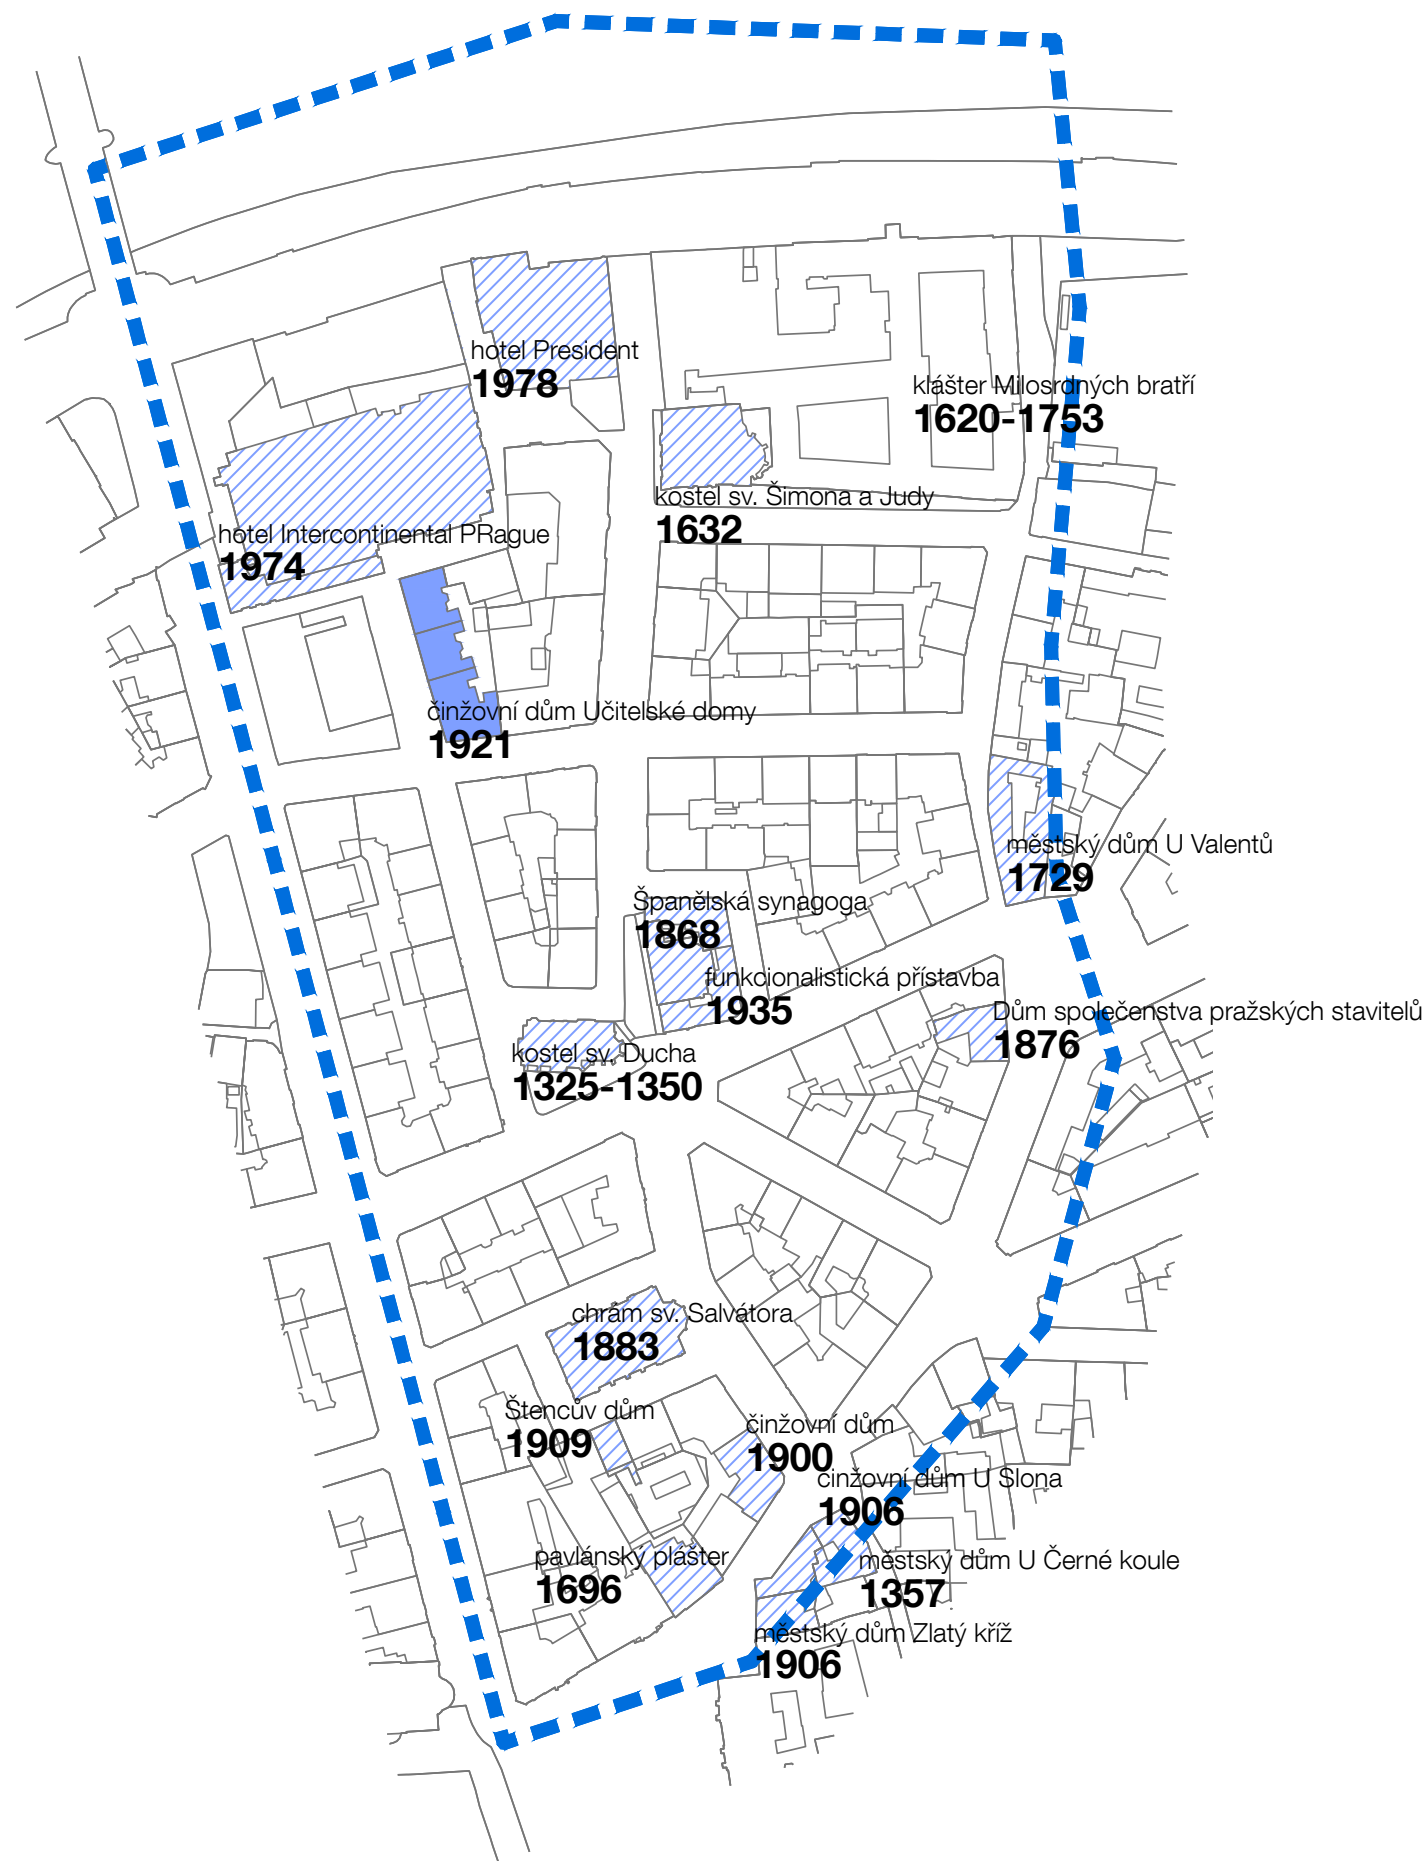 hotel President
1978
klášter Milosrdných bratří
1620-1753
kostel sv. Šimona a Judy
1632
hotel Intercontinental PRague
1974
činžovní dům Učitelské domy
1921
městský dům U Valentů
1729
Španělská synagoga
1868
funkcionalistická přístavba
1935
Dům společenstva pražských stavitelů
1876
kostel sv. Ducha
1325-1350
chrám sv. Salvátora
1883
Štencův dům
1909
činžovní dům
1900
činžovní dům U Slona
1906
pavlánský plášter
1696
městský dům U Černé koule
1357
městský dům Zlatý kříž
1906